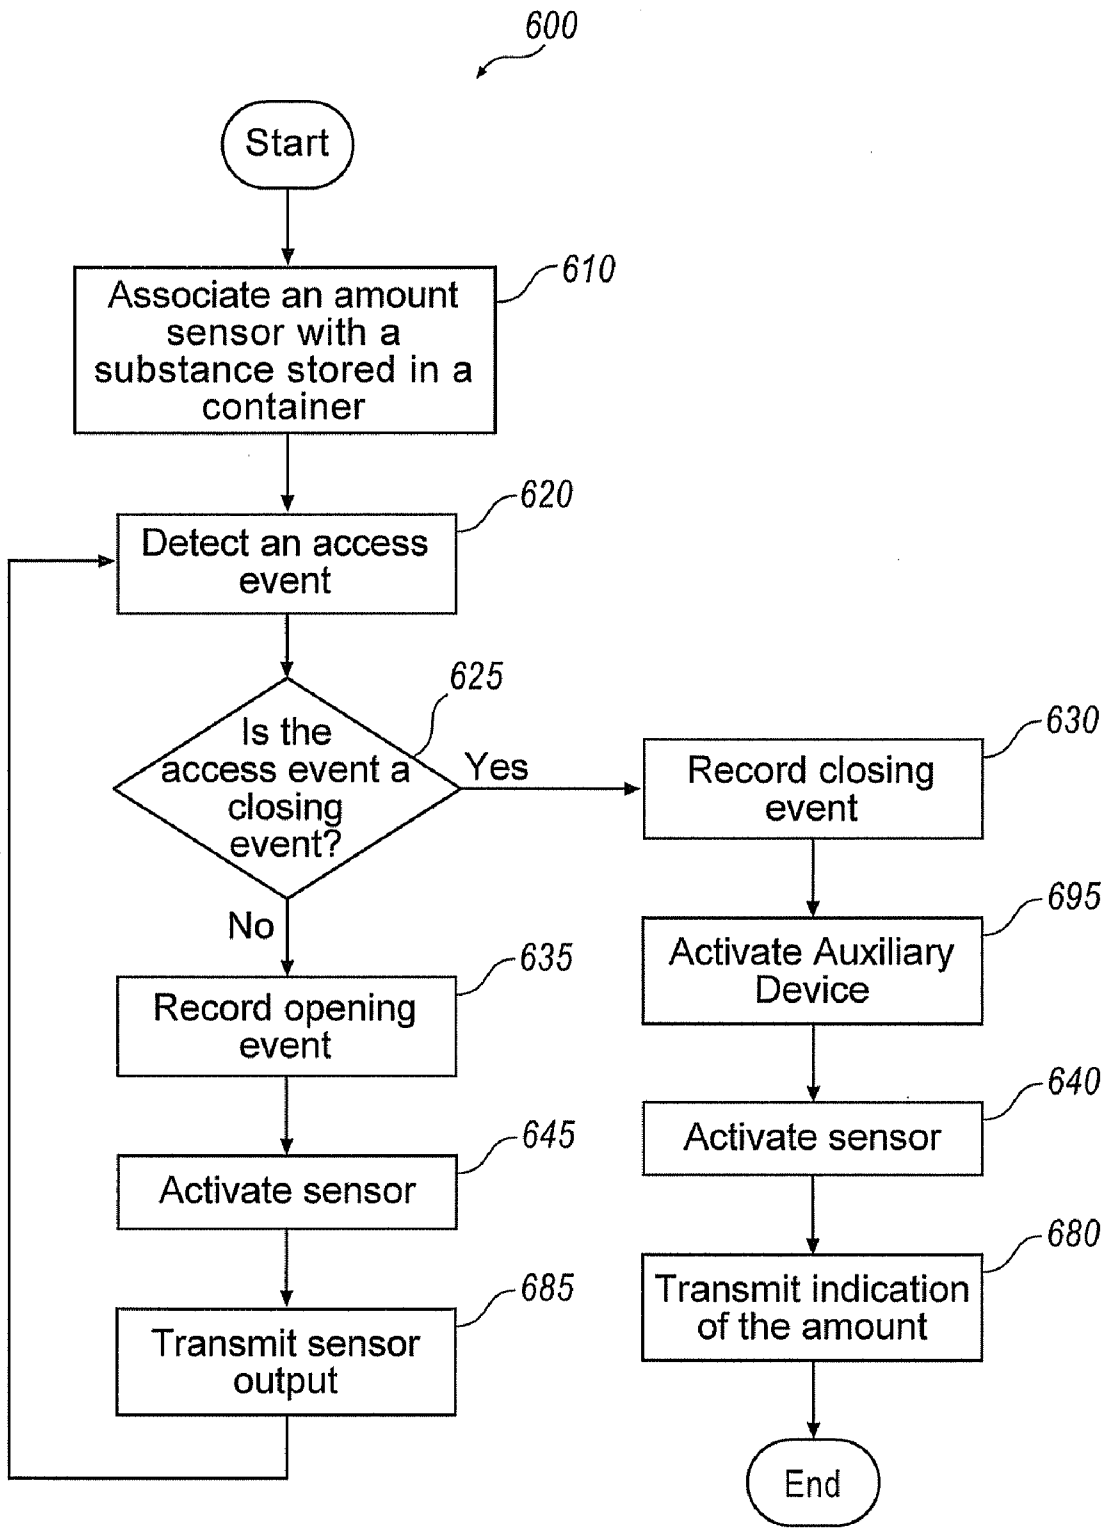 600
Start
610
Associate an amount
sensor with a
substance stored in a
container
620
Detect an access
event
625
Is the
access event a
closing
event?
Yes
No
630
Record closing
event
695
Activate Auxiliary
Device
635
Record opening
event
640
Activate sensor
645
Activate sensor
680
Transmit indication
of the amount
685
Transmit sensor
output
End